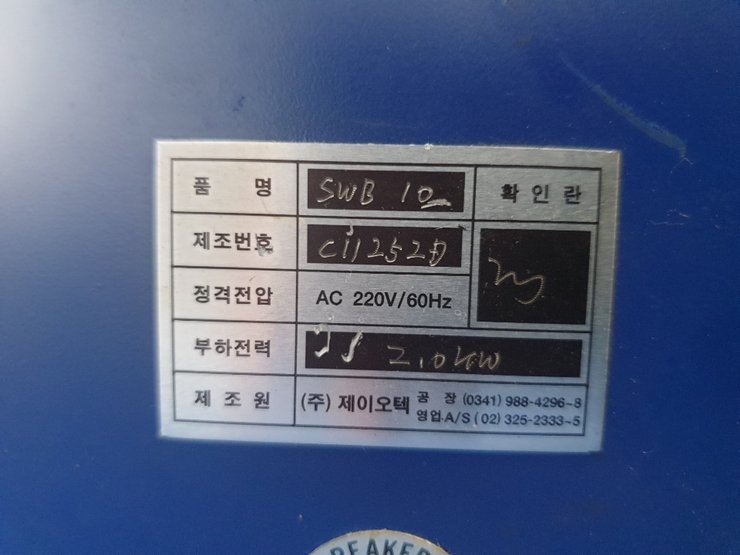 품 명 SWB 10 확인란
제조번호 C112525
정격전압 AC 220V/60Hz
부하전력 2.0KW
제조원 (주) 제이오텍 공 장 (0341) 988-4296~8
영업·A/S (02) 325-2333~5
BREAKER